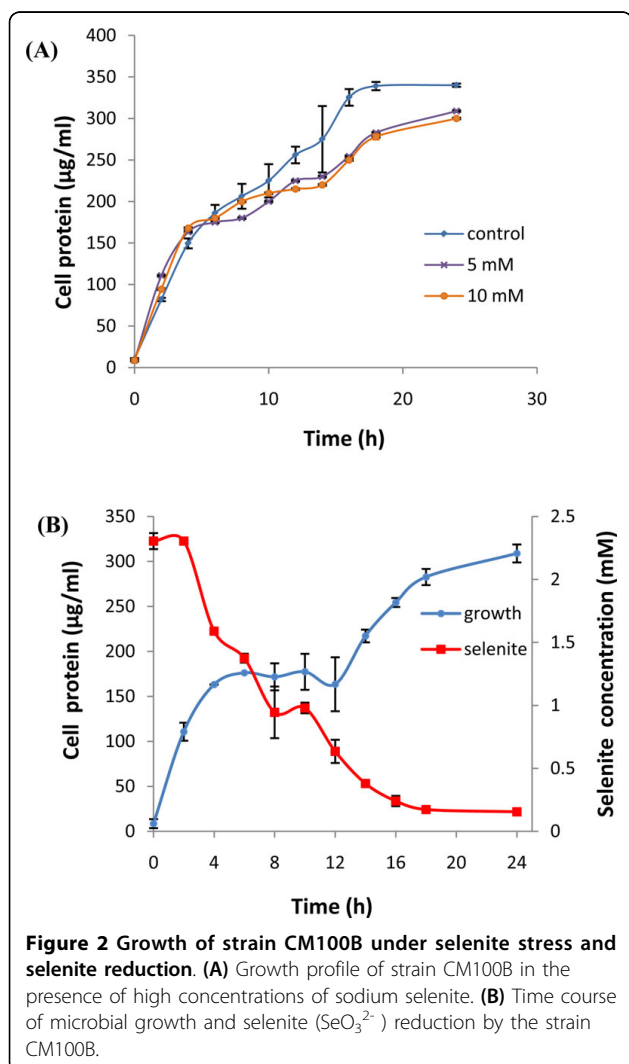 (A)
400
350
300
250
200
150
100
50
0
Cell protein (µg/ml)
control
5 mM
10 mM
0 10 20 30
Time (h)
(B)
350
300
250
200
150
100
50
0
Cell protein (µg/ml)
growth
selenite
2.5
2
1.5
1
0.5
0
Selenite concentration (mM)
0 4 8 12 16 20 24
Time (h)
Figure 2 Growth of strain CM100B under selenite stress and
selenite reduction. (A) Growth profile of strain CM100B in the
presence of high concentrations of sodium selenite. (B) Time course
of microbial growth and selenite (SeO₃²⁻ ) reduction by the strain
CM100B.